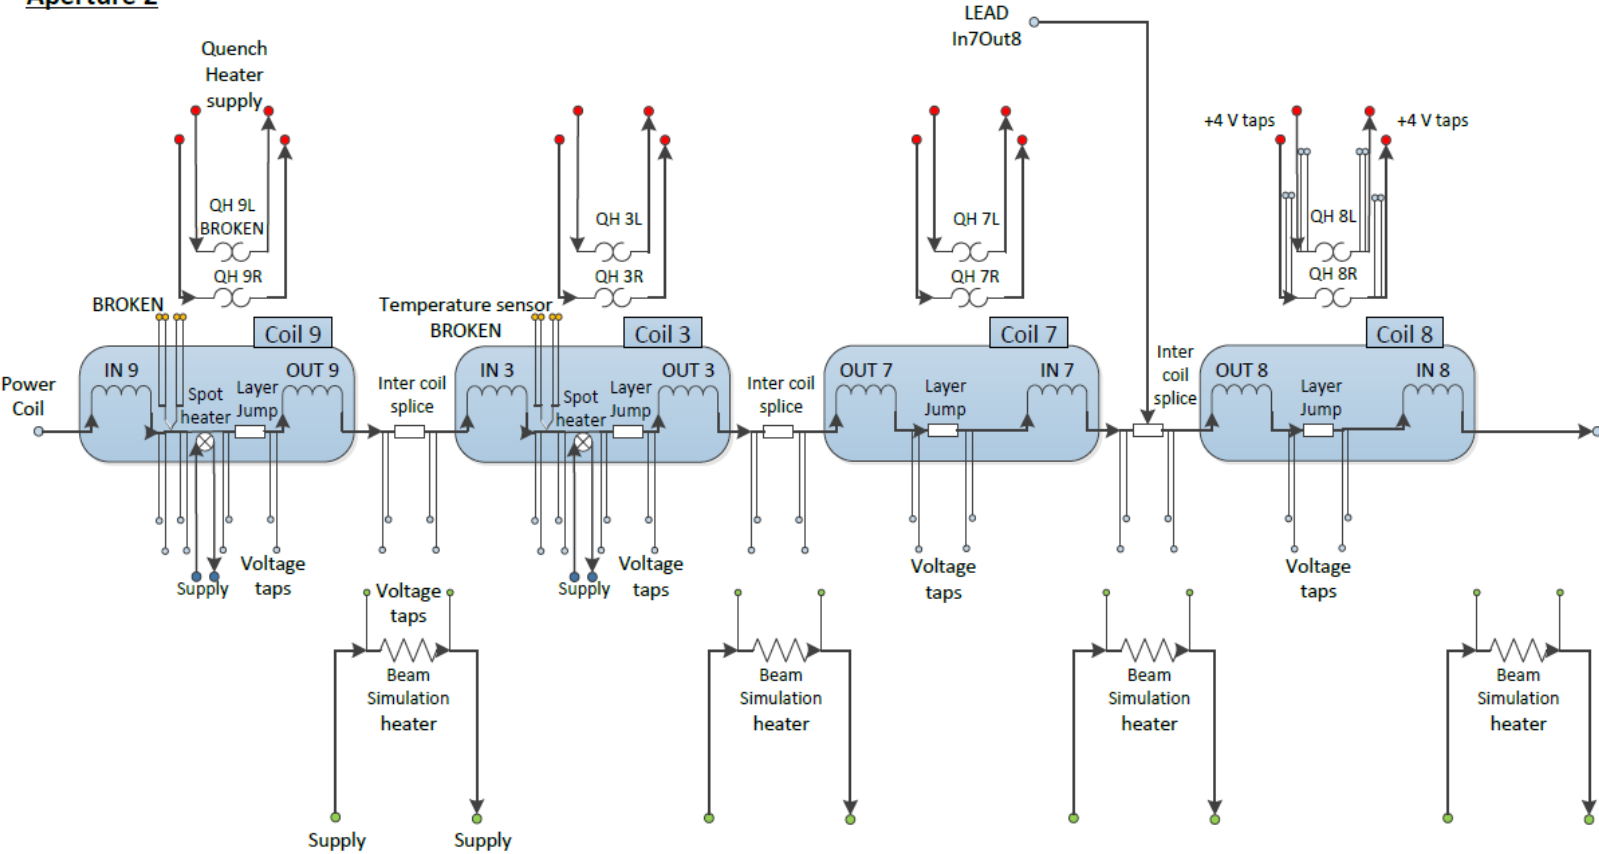 Aperture 2
LEAD
In7Out8
Quench
Heater
supply
+4 V taps
+4 V taps
QH 9L
BROKEN
QH 9R
QH 3L
QH 3R
QH 7L
QH 7R
QH 8L
QH 8R
BROKEN
Temperature sensor
BROKEN
Coil 9
Coil 3
Coil 7
Coil 8
Power
Coil
IN 9
OUT 9
Spot
heater
Layer
Jump
Inter coil
splice
IN 3
OUT 3
Spot
heater
Layer
Jump
Inter coil
splice
OUT 7
IN 7
Layer
Jump
Inter
coil
splice
OUT 8
IN 8
Layer
Jump
Supply
Voltage
taps
Supply
Voltage
taps
Voltage
taps
Voltage
taps
Voltage
taps
Beam
Simulation
heater
Beam
Simulation
heater
Beam
Simulation
heater
Beam
Simulation
heater
Supply
Supply